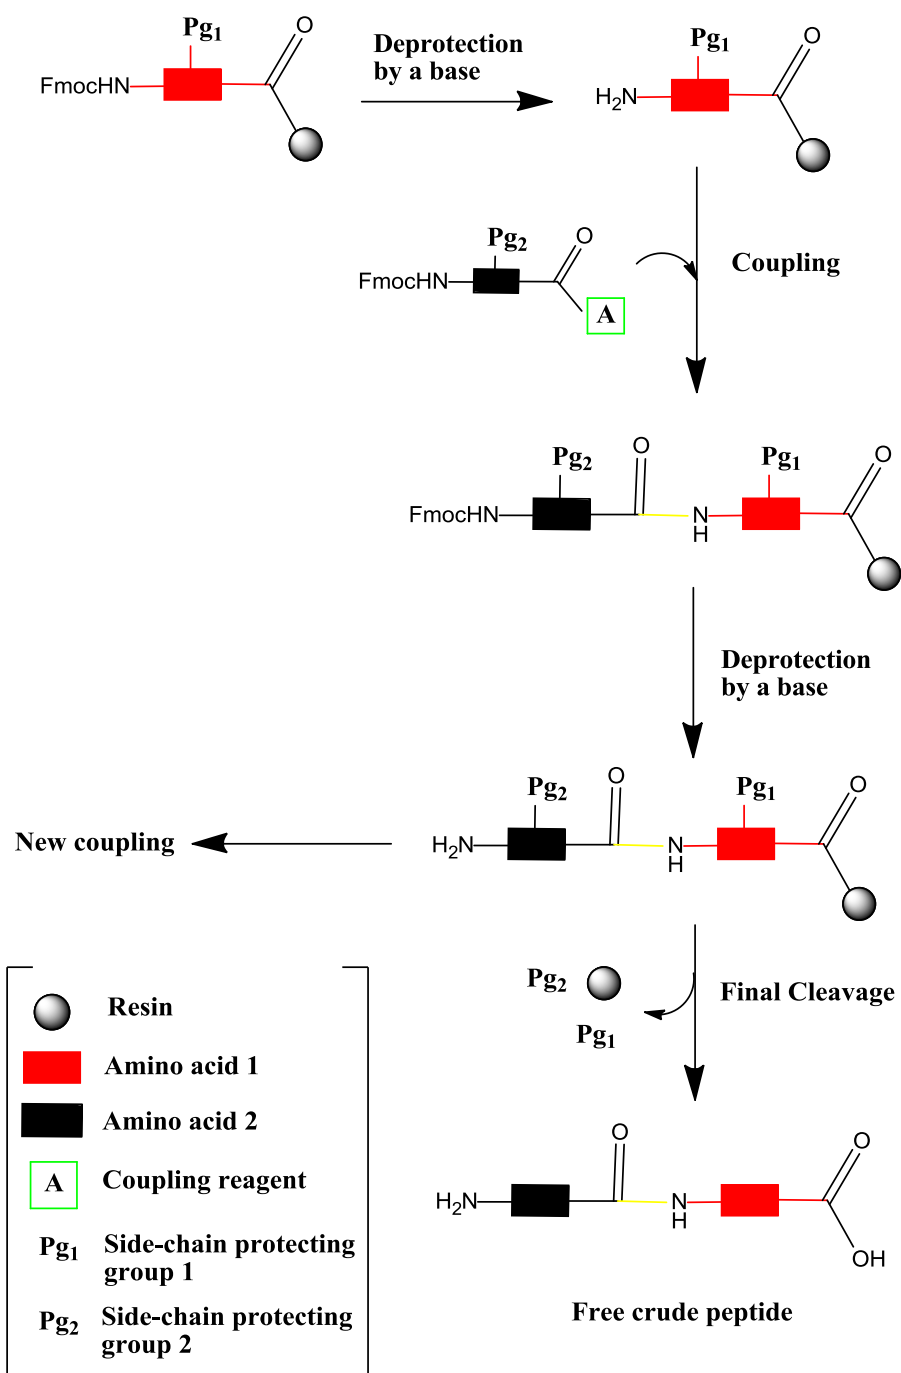 Pg₁
O
Deprotection
by a base
FmocHN
Pg₁
O
H₂N
Pg₂
O
FmocHN
A
Coupling
Pg₂
O
Pg₁
O
FmocHN
N
H
Deprotection
by a base
Pg₂
O
Pg₁
O
New coupling
H₂N
N
H
Pg₂
Pg₁
Final Cleavage
Resin
Amino acid 1
Amino acid 2
A
Coupling reagent
Pg₁
Side-chain protecting
group 1
Pg₂
Side-chain protecting
group 2
O
O
H₂N
N
H
OH
Free crude peptide